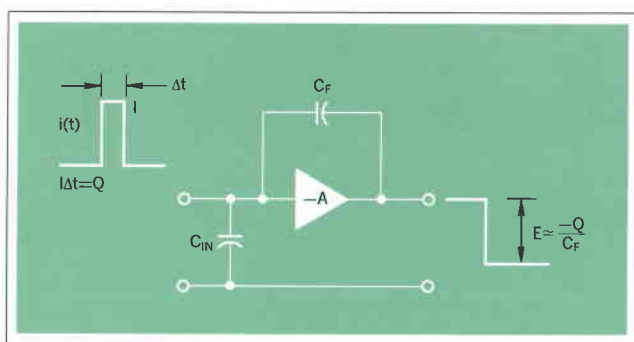 Δt
I
i(t)
IΔt=Q
C_F
–A
C_IN
E≃ –Q/C_F